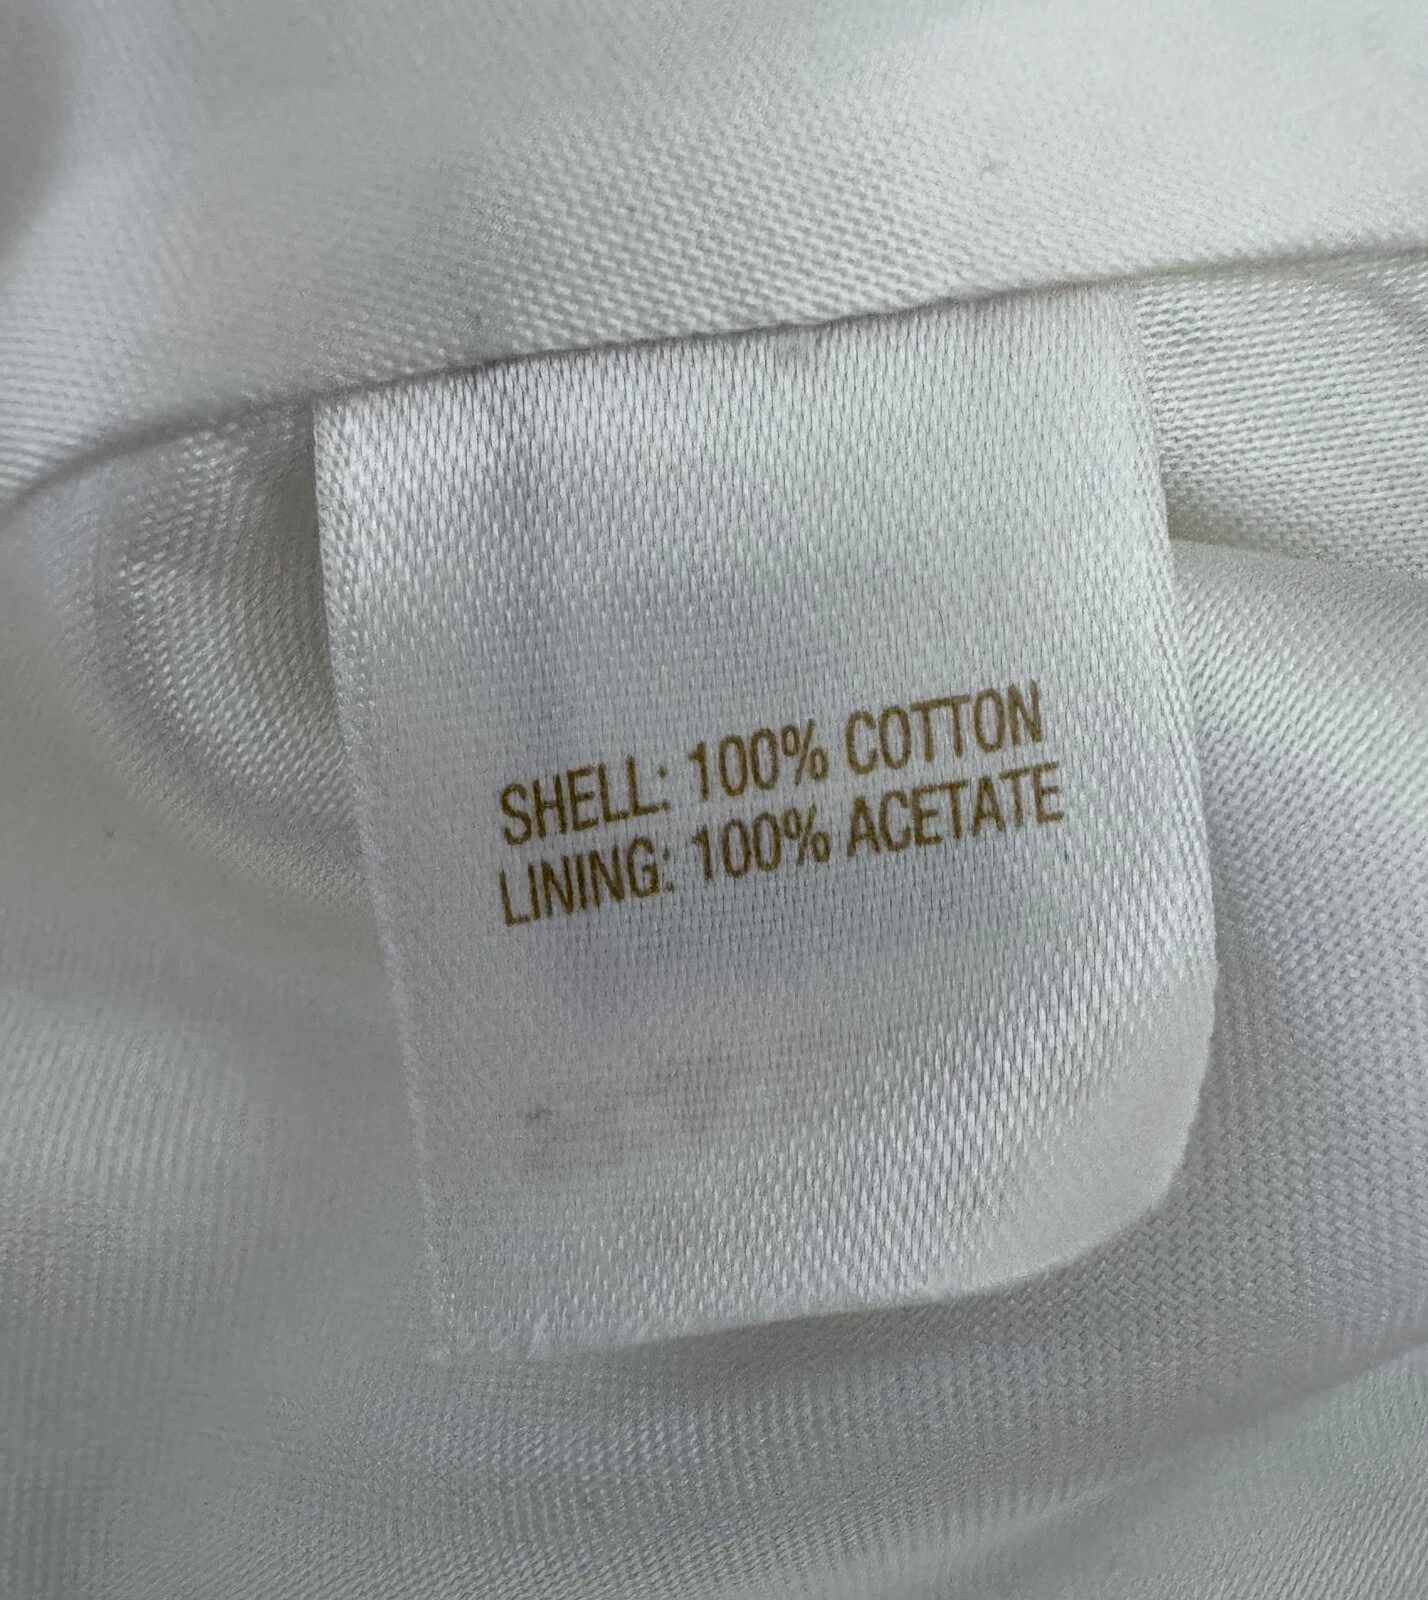 SHELL: 100% COTTON
LINING: 100% ACETATE